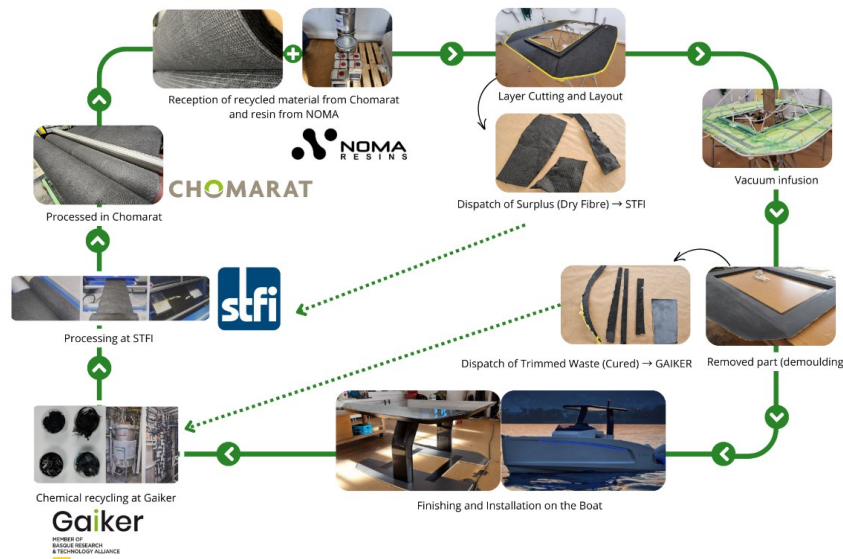 Reception of recycled material from Chomarat
and resin from NOMA
NOMA
RESINS
Layer Cutting and Layout
Vacuum infusion
Dispatch of Surplus (Dry Fibre) → STFI
CHOMARAT
Processed in Chomarat
stfi
Processing at STFI
Dispatch of Trimmed Waste (Cured) → GAIKER
Removed part (demoulding
Chemical recycling at Gaiker
Finishing and Installation on the Boat
Gaiker
MEMBER OF
BASQUE RESEARCH
& TECHNOLOGY ALLIANCE